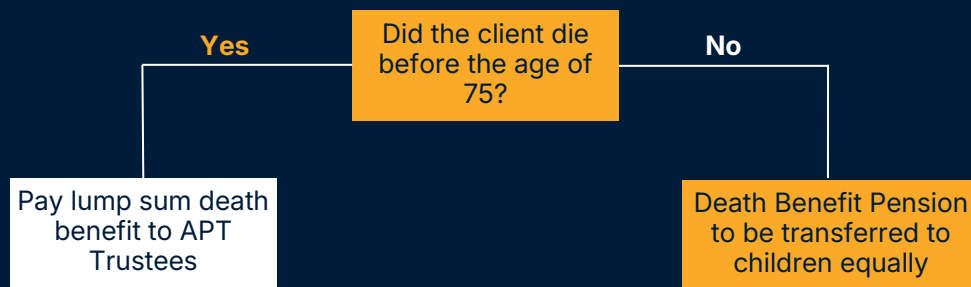 Did the client die
before the age of
75?
Yes
No
Pay lump sum death
benefit to APT
Trustees
Death Benefit Pension
to be transferred to
children equally